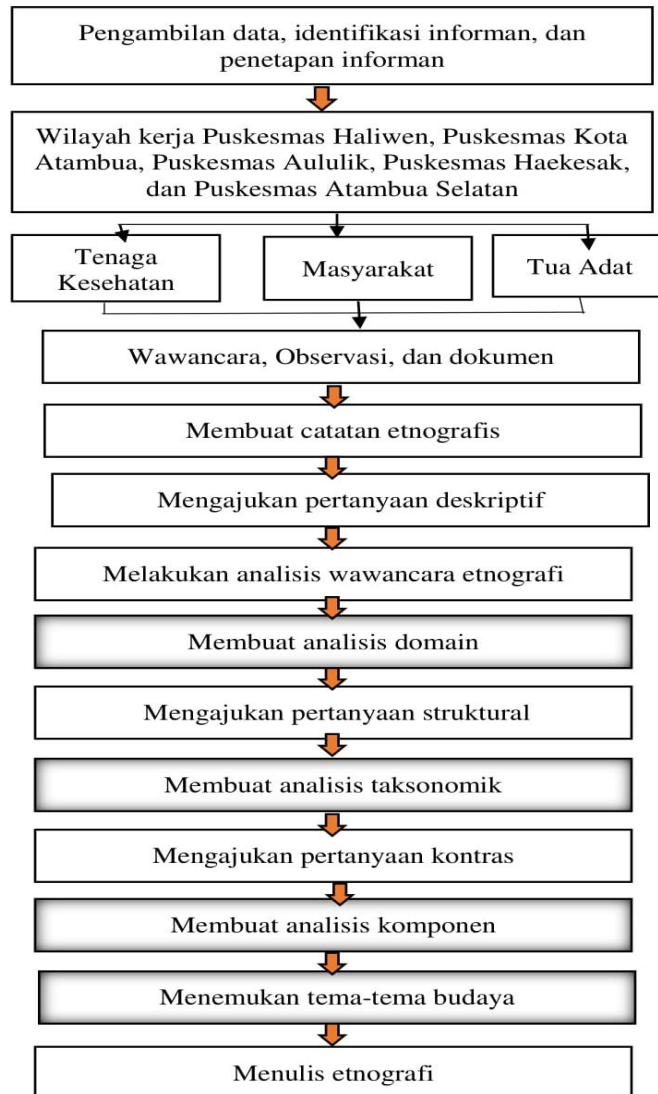 Pengambilan data, identifikasi informan, dan
penetapan informan
Wilayah kerja Puskesmas Haliwen, Puskesmas Kota
Atambua, Puskesmas Aululik, Puskesmas Haekesak,
dan Puskesmas Atambua Selatan
Tenaga
Kesehatan
Masyarakat
Tua Adat
Wawancara, Observasi, dan dokumen
Membuat catatan etnografis
Mengajukan pertanyaan deskriptif
Melakukan analisis wawancara etnografi
Membuat analisis domain
Mengajukan pertanyaan struktural
Membuat analisis taksonomik
Mengajukan pertanyaan kontras
Membuat analisis komponen
Menemukan tema-tema budaya
Menulis etnografi